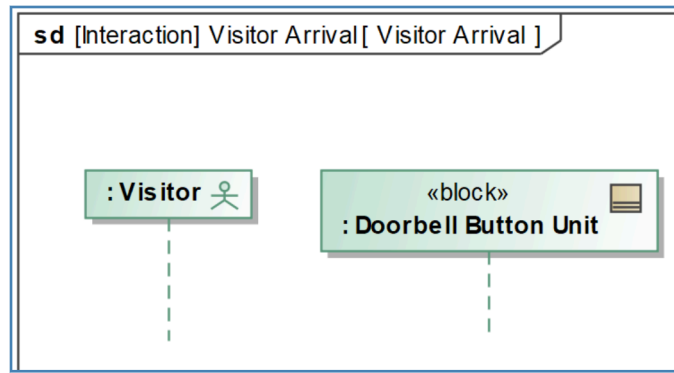 sd [Interaction] Visitor Arrival[ Visitor Arrival ]
: Visitor
«block»
: Doorbell Button Unit